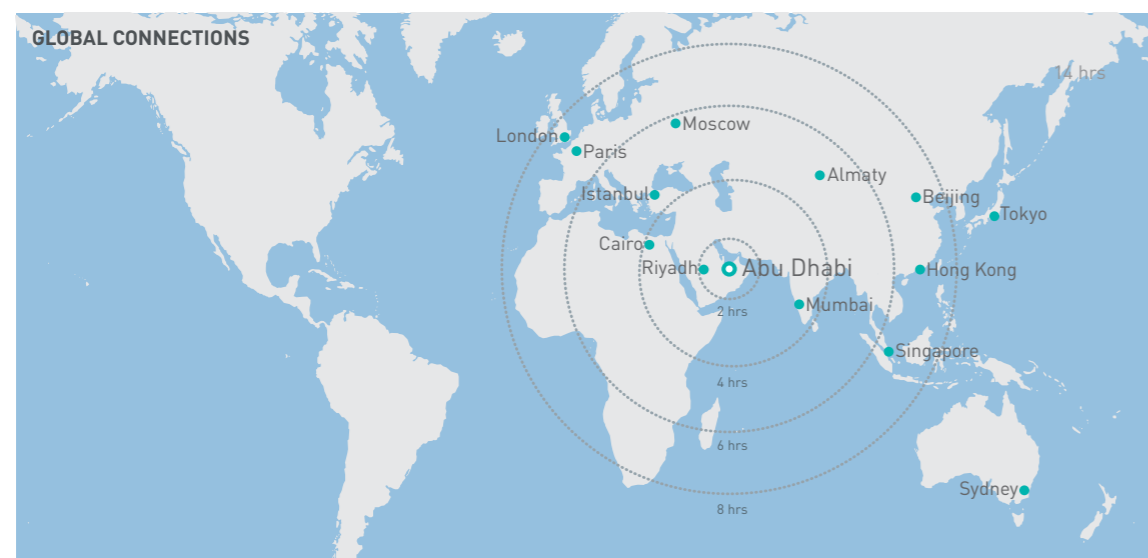 GLOBAL CONNECTIONS
14 hrs
Moscow
London
Paris
Almaty
Istanbul
Beijing
Tokyo
Cairo
Riyadh
Abu Dhabi
Hong Kong
Mumbai
2 hrs
Singapore
4 hrs
6 hrs
Sydney
8 hrs